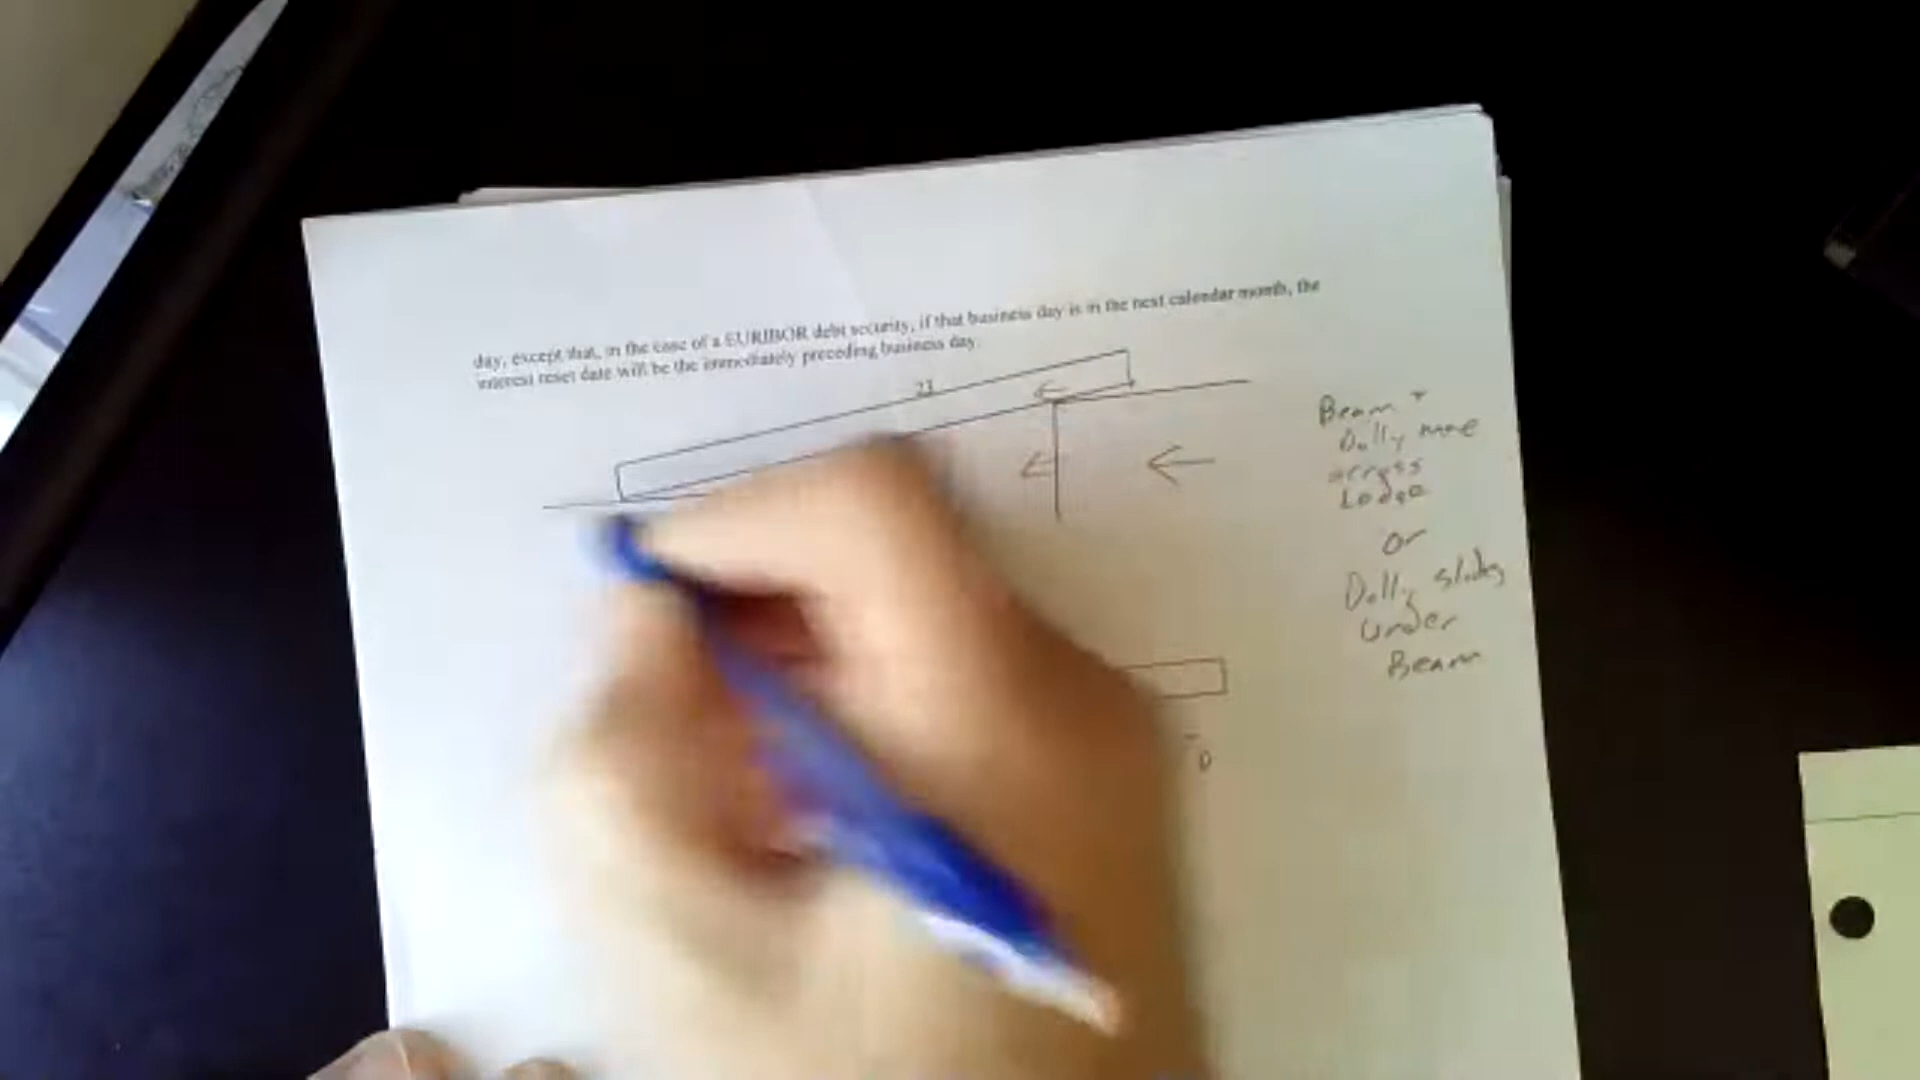 day, except that, in the case of a EURIBOR debt security, if that business day is in the next calendar month, the
interest reset date will be the immediately preceding business day.
23
Beam +
Dolly move
across
Ledge
or
Dolly slides
under
Beam
D